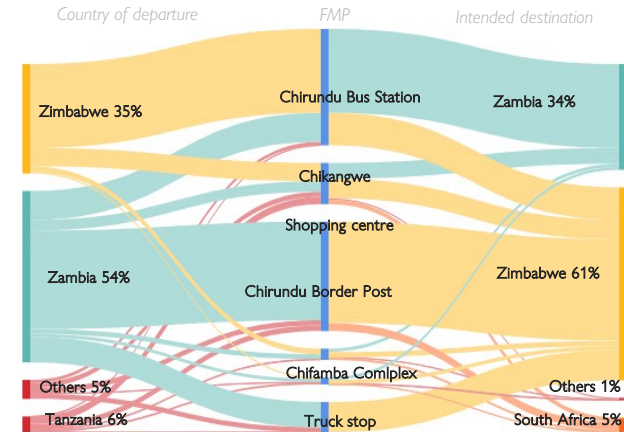 Country of departure
FMP
Intended destination
Zimbabwe 35%
Chirundu Bus Station
Zambia 34%
Chikangwe
Shopping centre
Zambia 54%
Chirundu Border Post
Zimbabwe 61%
Chifamba Comlplex
Others 5%
Others 1%
Tanzania 6%
Truck stop
South Africa 5%